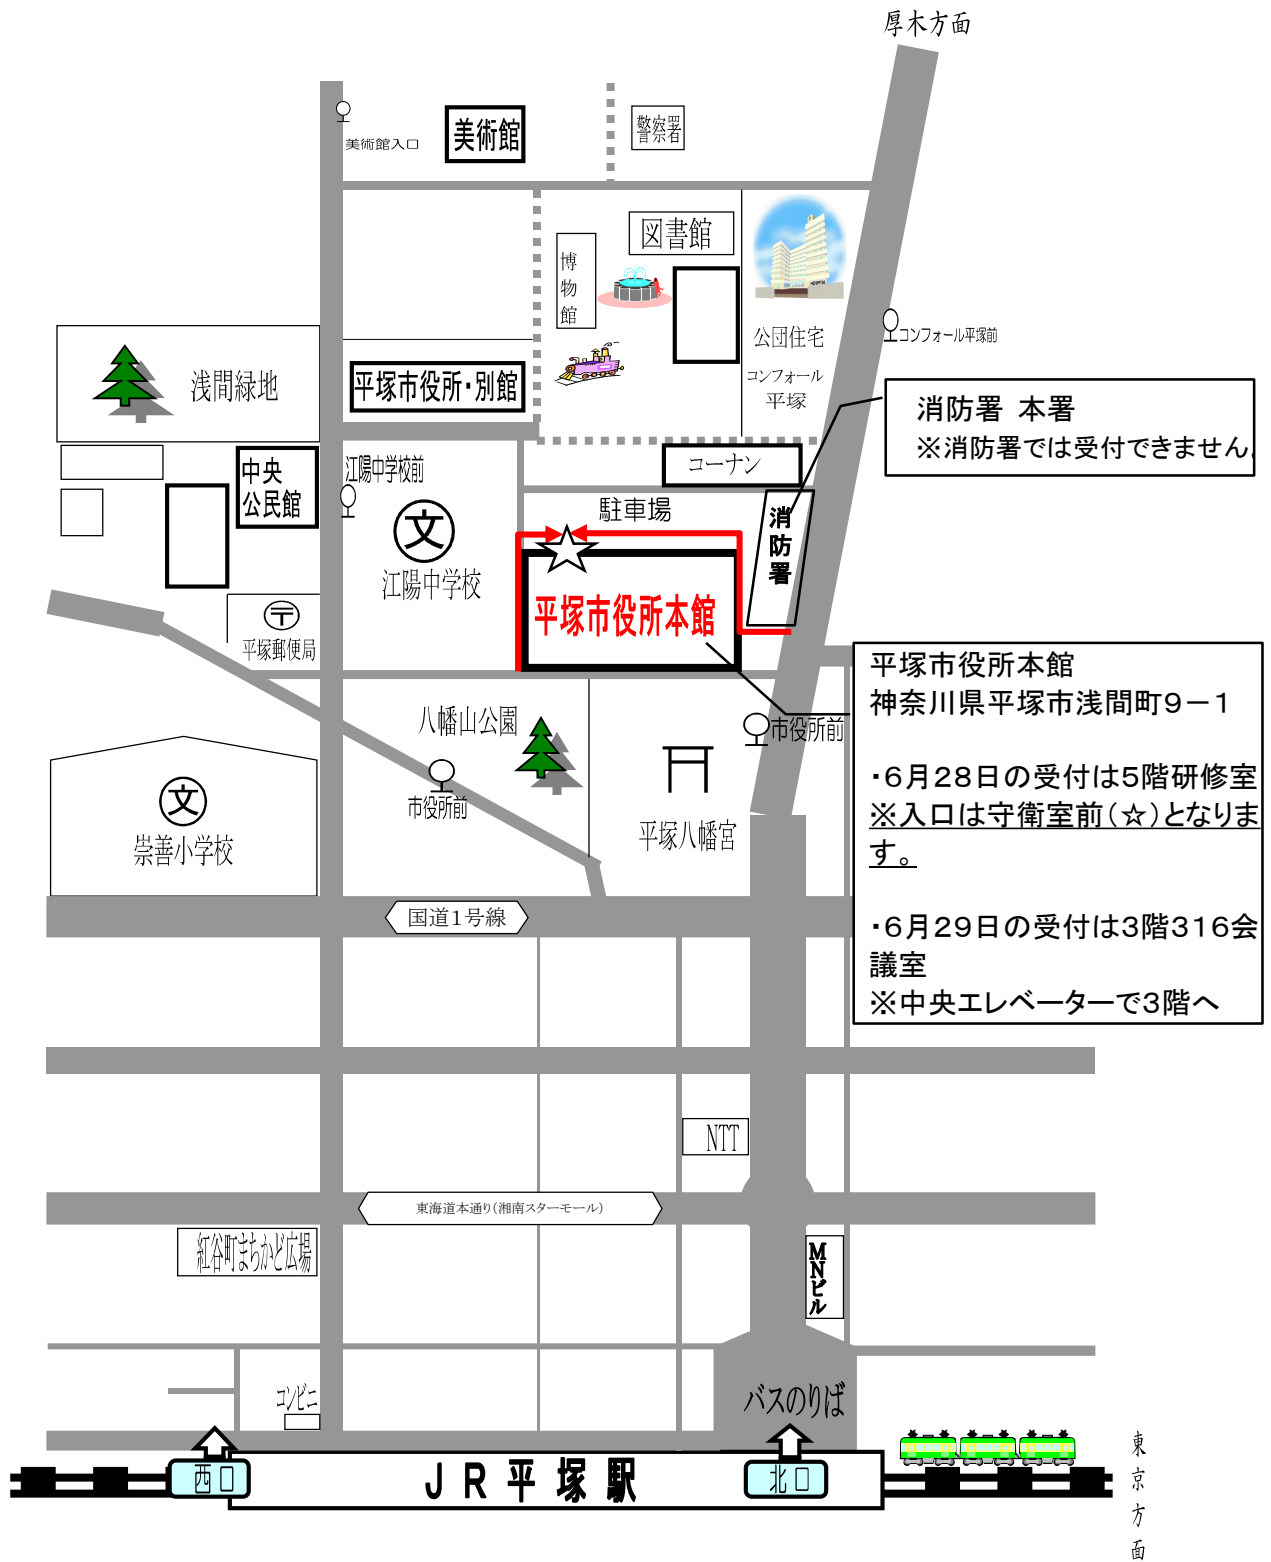 厚木方面
美術館入口
美術館
警察署
図書館
博物館
公団住宅
コンフォール
平塚
コンフォール平塚前
浅間緑地
平塚市役所・別館
消防署 本署
※消防署では受付できません。
中央
公民館
江陽中学校前
文
江陽中学校
コーナン
駐車場
消防署
平塚市役所本館
〒
平塚郵便局
平塚市役所本館
神奈川県平塚市浅間町9-1
・6月28日の受付は5階研修室
※入口は守衛室前(☆)となりま
す。
・6月29日の受付は3階316会
議室
※中央エレベーターで3階へ
八幡山公園
市役所前
市役所前
文
崇善小学校
平塚八幡宮
国道1号線
NTT
東海道本通り(湘南スターモール)
紅谷町まちかど広場
MNビル
コンビニ
バスのりば
西口
JR平塚駅
北口
東京方面